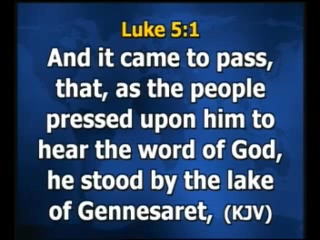 Luke 5:1
And it came to pass,
that, as the people
pressed upon him to
hear the word of God,
he stood by the lake
of Gennesaret, (KJV)